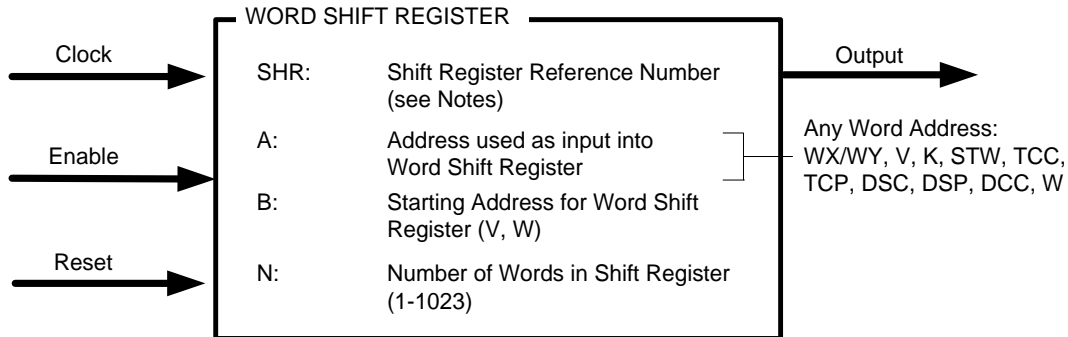 WORD SHIFT REGISTER
Clock
SHR: Shift Register Reference Number
(see Notes)
Output
A: Address used as input into
Word Shift Register
Any Word Address:
WX/WY, V, K, STW, TCC,
TCP, DSC, DSP, DCC, W
Enable
B: Starting Address for Word Shift
Register (V, W)
Reset
N: Number of Words in Shift Register
(1-1023)